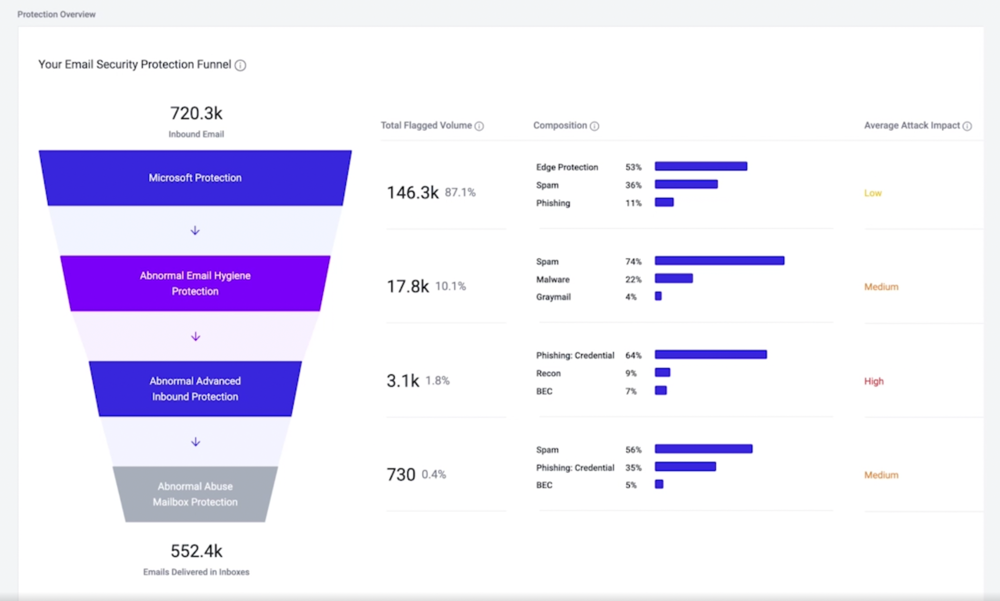 Protection Overview
Your Email Security Protection Funnel
720.3k
Inbound Email
Microsoft Protection
Abnormal Email Hygiene
Protection
Abnormal Advanced
Inbound Protection
Abnormal Abuse
Mailbox Protection
552.4k
Emails Delivered in Inboxes
Total Flagged Volume Composition Average Attack Impact
146.3k 87.1%
Edge Protection 53%
Spam 36%
Phishing 11%
Low
17.8k 10.1%
Spam 74%
Malware 22%
Graymail 4%
Medium
3.1k 1.8%
Phishing: Credential 64%
Recon 9%
BEC 7%
High
730 0.4%
Spam 56%
Phishing: Credential 35%
BEC 5%
Medium